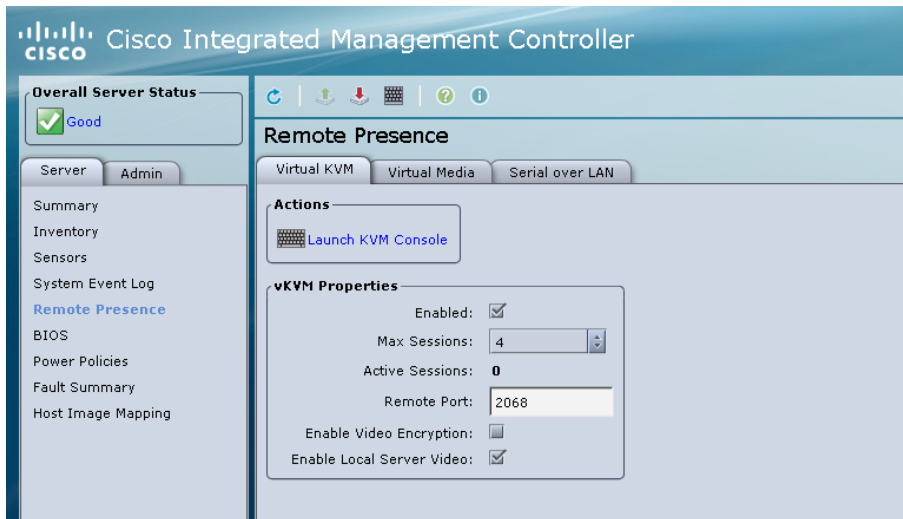 CISCO Cisco Integrated Management Controller
Overall Server Status
Good
Server Admin
Summary
Inventory
Sensors
System Event Log
Remote Presence
BIOS
Power Policies
Fault Summary
Host Image Mapping
Remote Presence
Virtual KVM Virtual Media Serial over LAN
Actions
Launch KVM Console
vKVM Properties
Enabled:
Max Sessions: 4
Active Sessions: 0
Remote Port: 2068
Enable Video Encryption:
Enable Local Server Video: